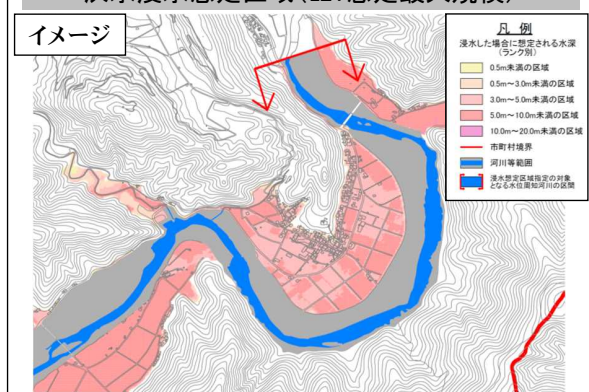 イメージ
凡 例
浸水した場合に想定される水深
(ランク別)
0.5m未満の区域
0.5m～3.0m未満の区域
3.0m～5.0m未満の区域
5.0m～10.0m未満の区域
10.0m～20.0m未満の区域
市町村境界
河川等範囲
浸水想定区域指定の対象
となる水位周知河川の区間